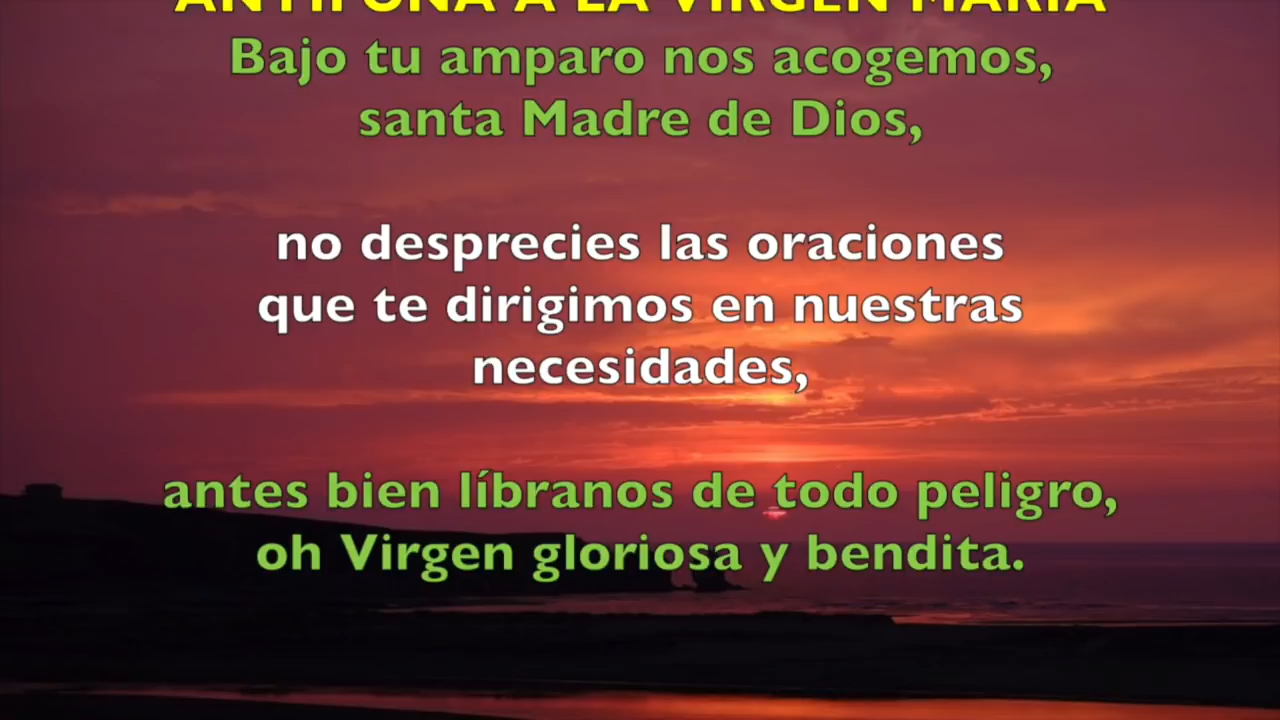 ANTÍFONA A LA VIRGEN MARÍA
Bajo tu amparo nos acogemos,
santa Madre de Dios,
no desprecies las oraciones
que te dirigimos en nuestras
necesidades,
antes bien líbranos de todo peligro,
oh Virgen gloriosa y bendita.